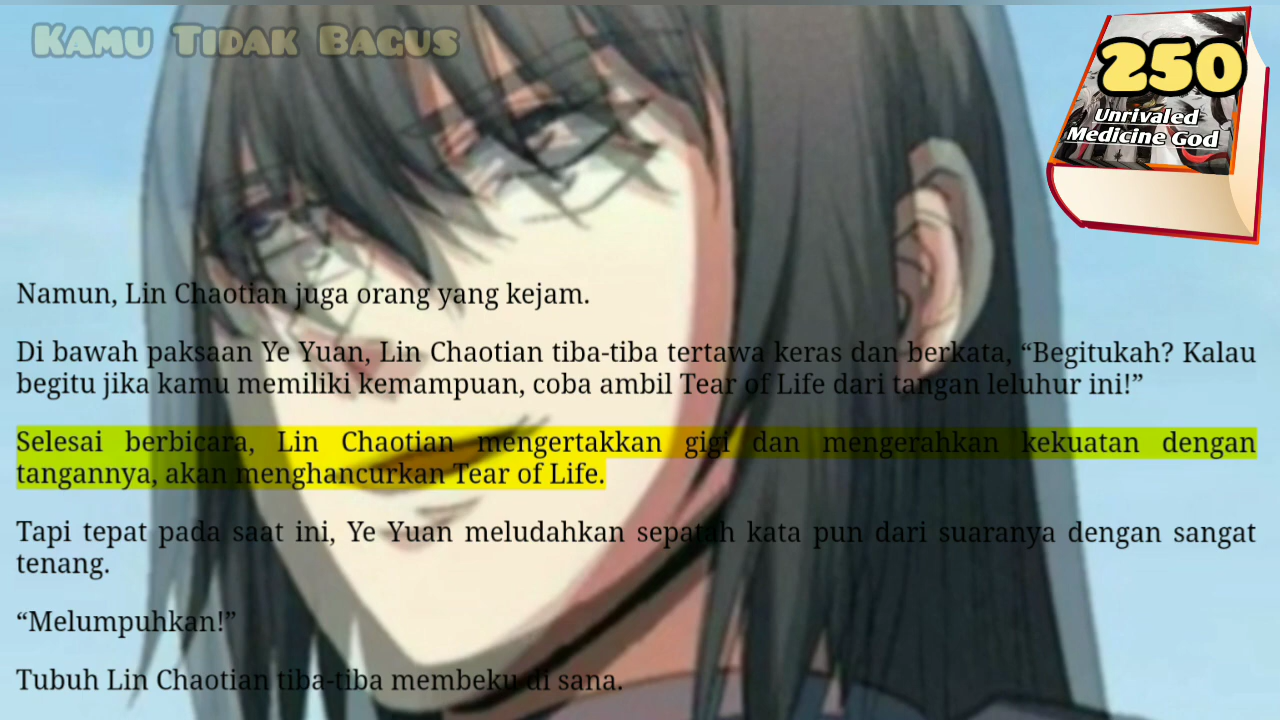 Kamu Tidak Bagus
250
Unrivaled
Medicine God
Namun, Lin Chaotian juga orang yang kejam.
Di bawah paksaan Ye Yuan, Lin Chaotian tiba-tiba tertawa keras dan berkata, “Begitukah? Kalau
begitu jika kamu memiliki kemampuan, coba ambil Tear of Life dari tangan leluhur ini!”
Selesai berbicara, Lin Chaotian mengertakkan gigi dan mengerahkan kekuatan dengan
tangannya, akan menghancurkan Tear of Life.
Tapi tepat pada saat ini, Ye Yuan meludahkan sepatah kata pun dari suaranya dengan sangat
tenang.
“Melumpuhkan!”
Tubuh Lin Chaotian tiba-tiba membeku di sana.